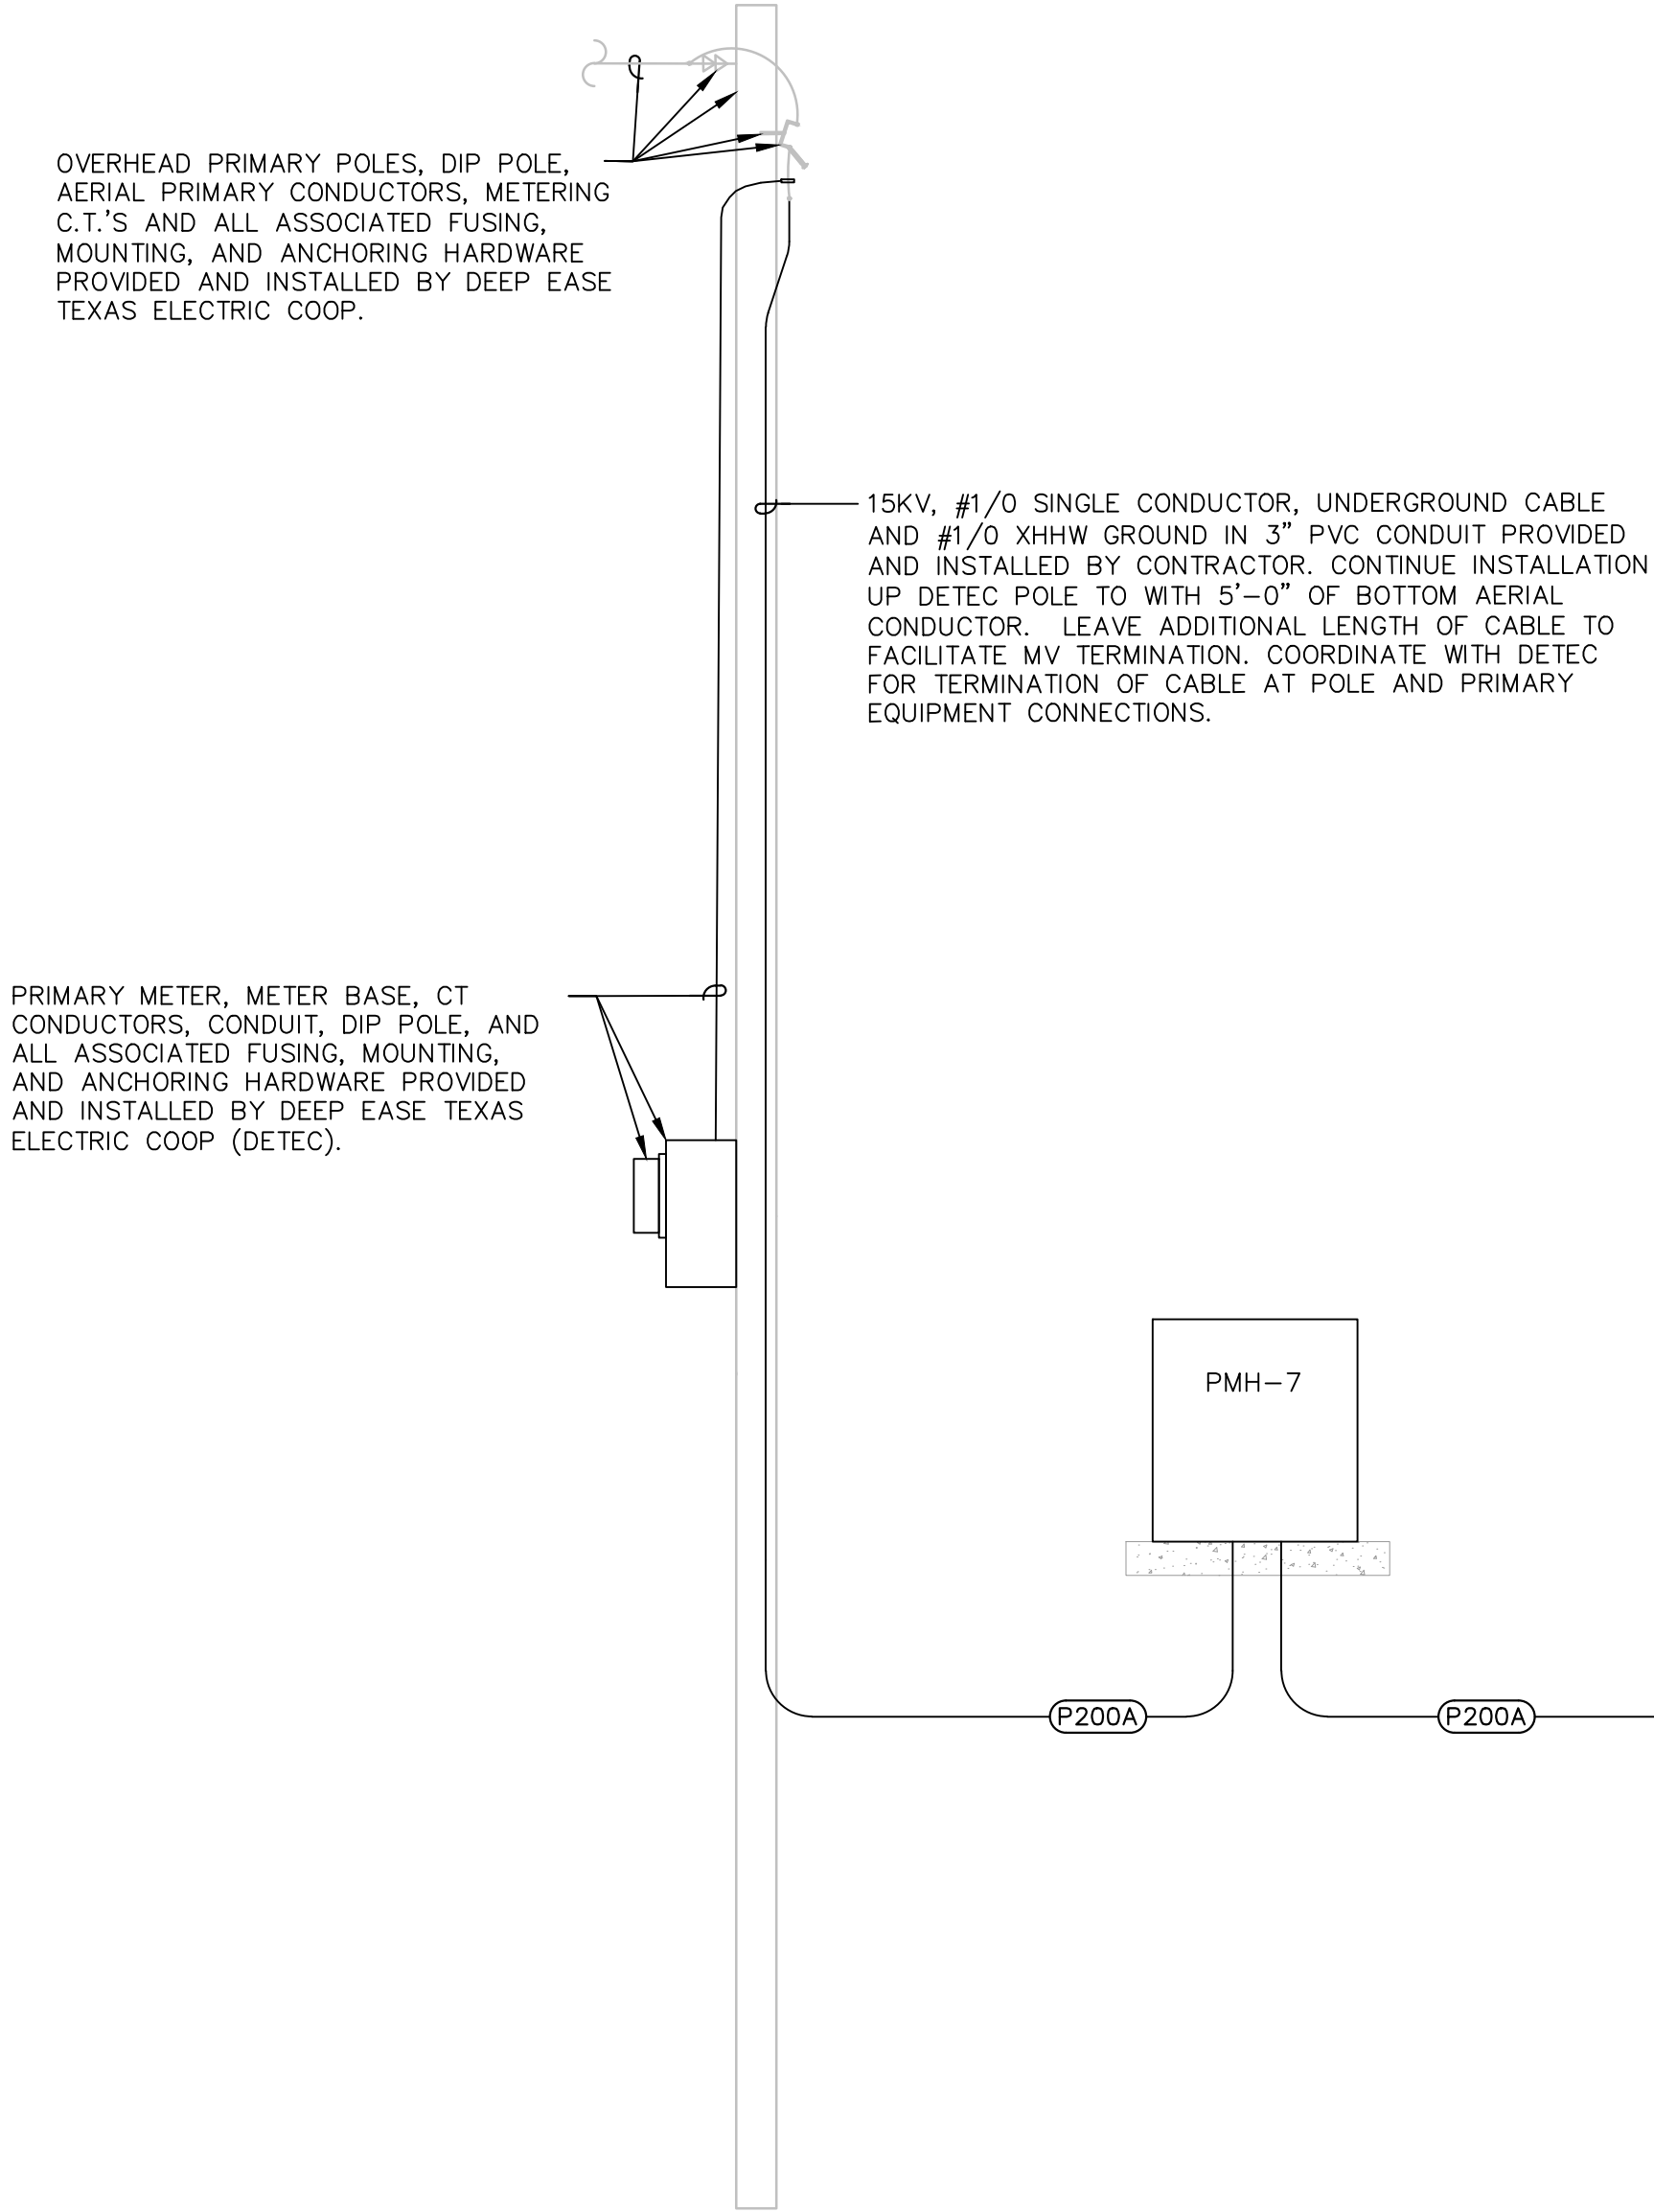 OVERHEAD PRIMARY POLES, DIP POLE,
AERIAL PRIMARY CONDUCTORS, METERING
C.T.'S AND ALL ASSOCIATED FUSING,
MOUNTING, AND ANCHORING HARDWARE
PROVIDED AND INSTALLED BY DEEP EASE
TEXAS ELECTRIC COOP.
15KV, #1/0 SINGLE CONDUCTOR, UNDERGROUND CABLE
AND #1/0 XHHW GROUND IN 3" PVC CONDUIT PROVIDED
AND INSTALLED BY CONTRACTOR. CONTINUE INSTALLATION
UP DETEC POLE TO WITH 5'-0" OF BOTTOM AERIAL
CONDUCTOR. LEAVE ADDITIONAL LENGTH OF CABLE TO
FACILITATE MV TERMINATION. COORDINATE WITH DETEC
FOR TERMINATION OF CABLE AT POLE AND PRIMARY
EQUIPMENT CONNECTIONS.
PRIMARY METER, METER BASE, CT
CONDUCTORS, CONDUIT, DIP POLE, AND
ALL ASSOCIATED FUSING, MOUNTING,
AND ANCHORING HARDWARE PROVIDED
AND INSTALLED BY DEEP EASE TEXAS
ELECTRIC COOP (DETEC).
PMH-7
P200A
P200A